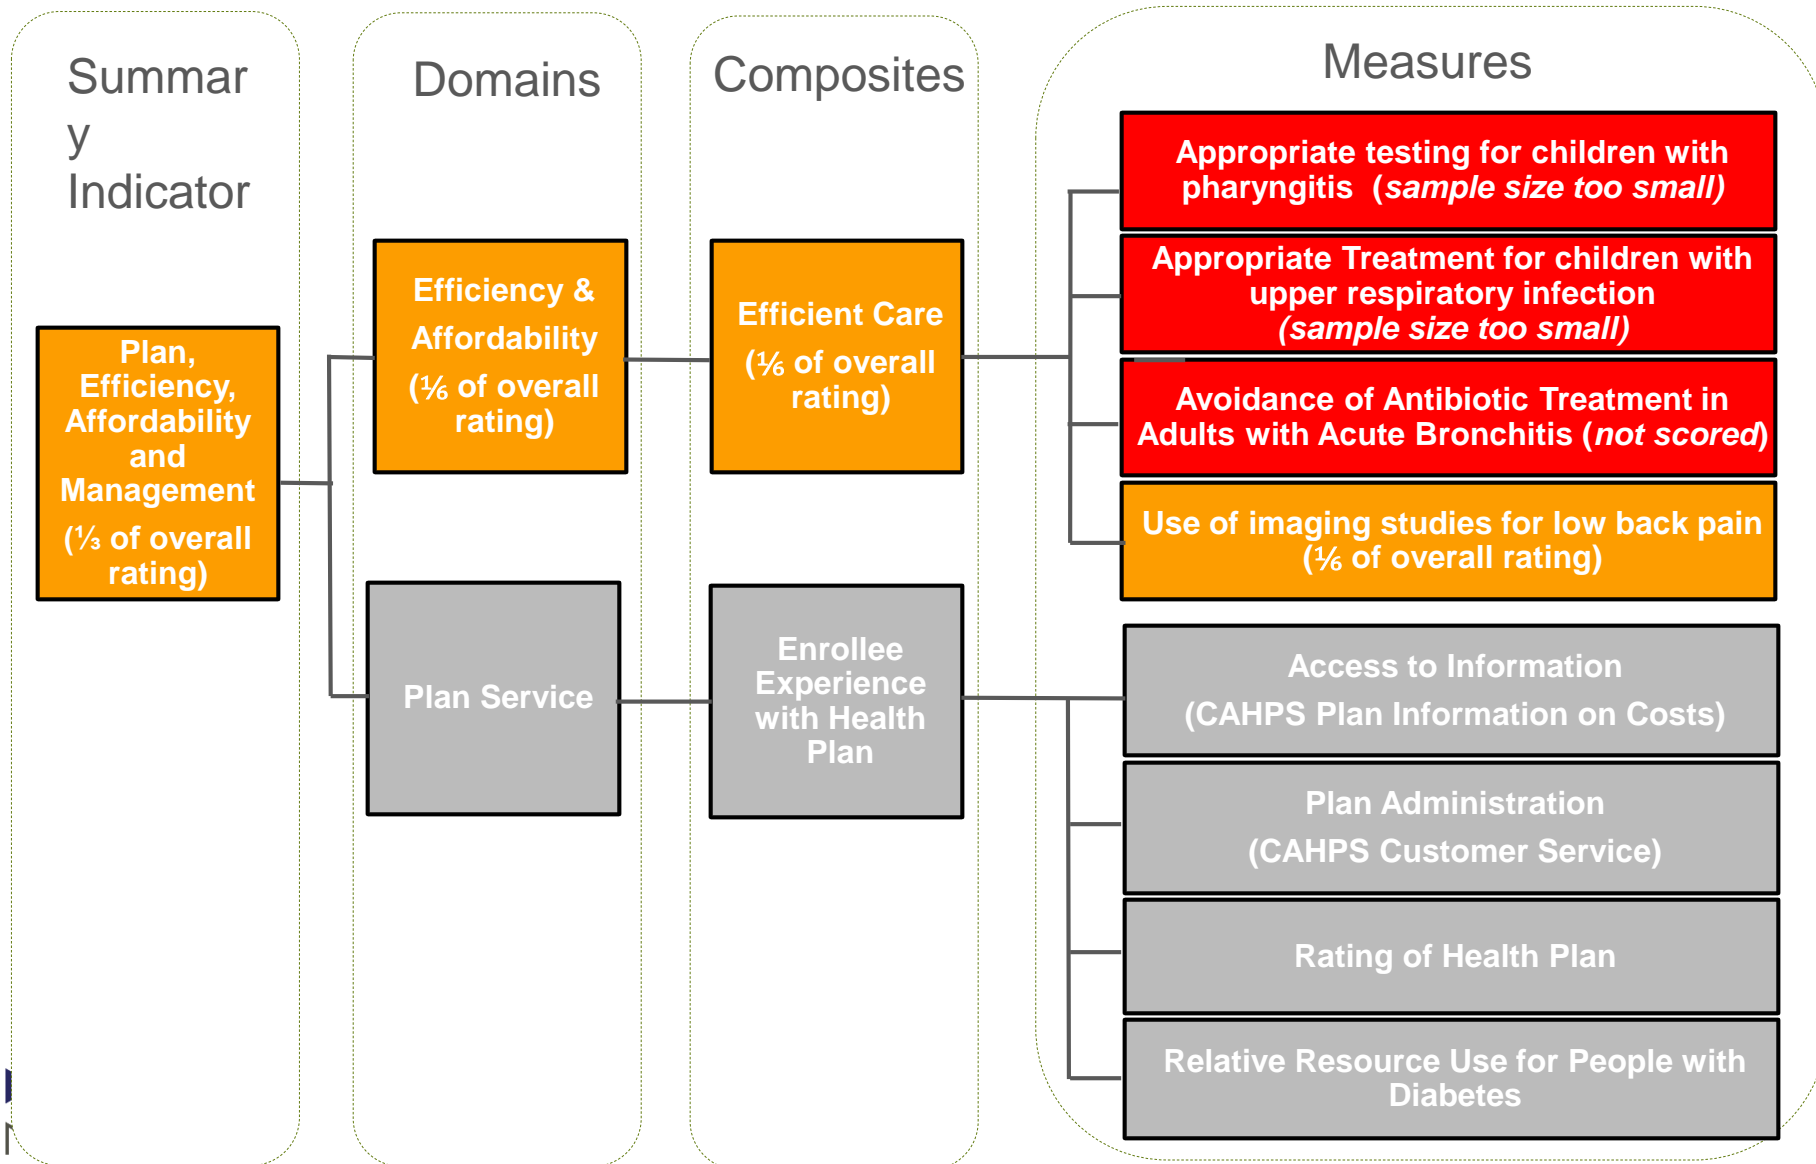 Summar
y
Indicator
Domains
Composites
Measures
Plan,
Efficiency,
Affordability
and
Management
(⅓ of overall
rating)
Efficiency &
Affordability
(⅙ of overall
rating)
Efficient Care
(⅙ of overall
rating)
Appropriate testing for children with
pharyngitis (sample size too small)
Appropriate Treatment for children with
upper respiratory infection
(sample size too small)
Avoidance of Antibiotic Treatment in
Adults with Acute Bronchitis (not scored)
Use of imaging studies for low back pain
(⅙ of overall rating)
Plan Service
Enrollee
Experience
with Health
Plan
Access to Information
(CAHPS Plan Information on Costs)
Plan Administration
(CAHPS Customer Service)
Rating of Health Plan
Relative Resource Use for People with
Diabetes